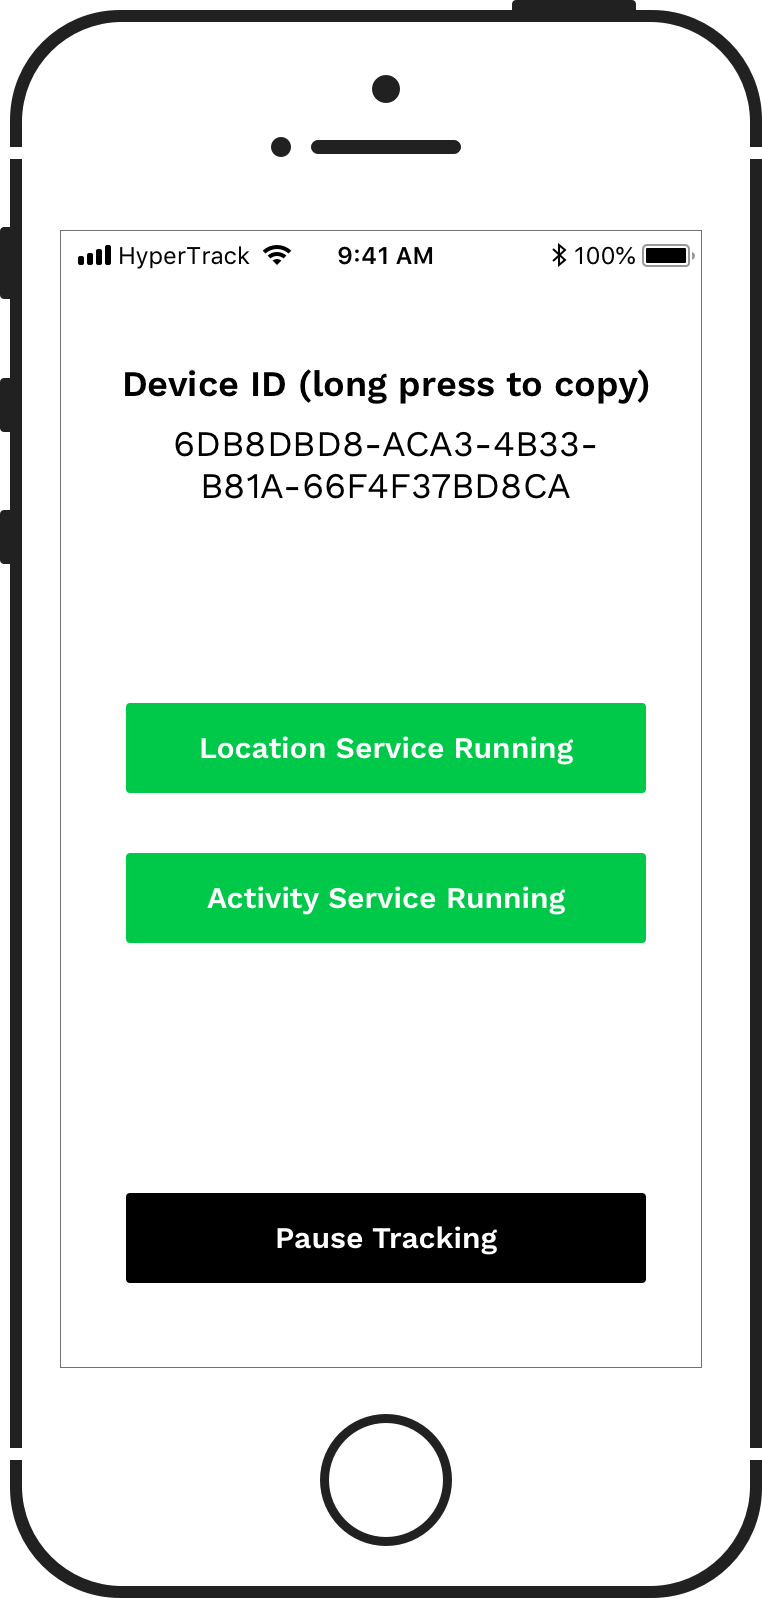 HyperTrack 9:41 AM 100%
Device ID (long press to copy)
6DB8DBD8-ACA3-4B33-
B81A-66F4F37BD8CA
Location Service Running
Activity Service Running
Pause Tracking